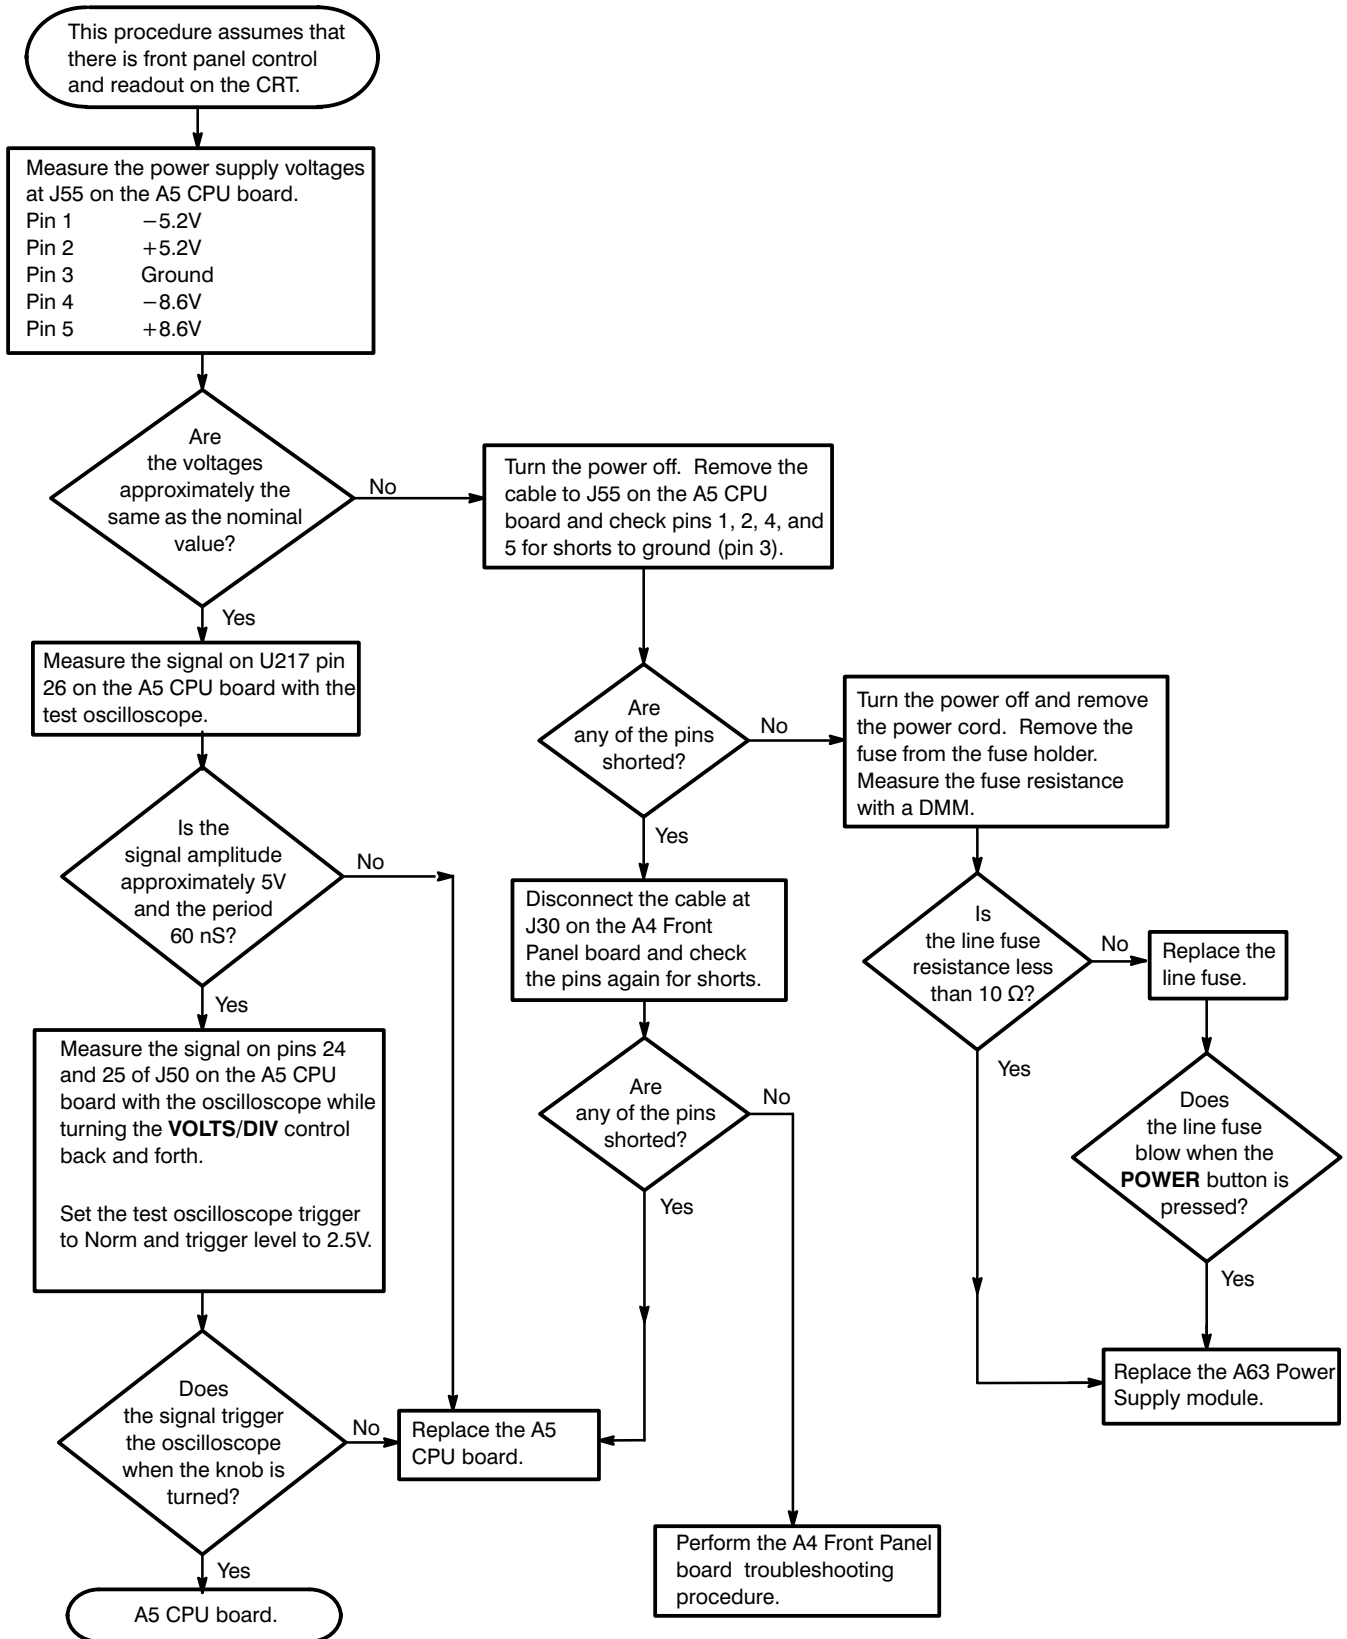 This procedure assumes that
there is front panel control
and readout on the CRT.
Measure the power supply voltages
at J55 on the A5 CPU board.
Pin 1 −5.2V
Pin 2 +5.2V
Pin 3 Ground
Pin 4 −8.6V
Pin 5 +8.6V
Are
the voltages
approximately the
same as the nominal
value?
No
Yes
Turn the power off. Remove the
cable to J55 on the A5 CPU
board and check pins 1, 2, 4, and
5 for shorts to ground (pin 3).
Measure the signal on U217 pin
26 on the A5 CPU board with the
test oscilloscope.
Are
any of the pins
shorted?
No
Yes
Turn the power off and remove
the power cord. Remove the
fuse from the fuse holder.
Measure the fuse resistance
with a DMM.
Is the
signal amplitude
approximately 5V
and the period
60 nS?
No
Yes
Disconnect the cable at
J30 on the A4 Front
Panel board and check
the pins again for shorts.
Is
the line fuse
resistance less
than 10 Ω?
No
Yes
Replace the
line fuse.
Measure the signal on pins 24
and 25 of J50 on the A5 CPU
board with the oscilloscope while
turning the VOLTS/DIV control
back and forth.
Set the test oscilloscope trigger
to Norm and trigger level to 2.5V.
Are
any of the pins
shorted?
No
Yes
Does
the line fuse
blow when the
POWER button is
pressed?
Yes
Replace the A63 Power
Supply module.
Does
the signal trigger
the oscilloscope
when the knob is
turned?
No
Yes
Replace the A5
CPU board.
Perform the A4 Front Panel
board troubleshooting
procedure.
A5 CPU board.